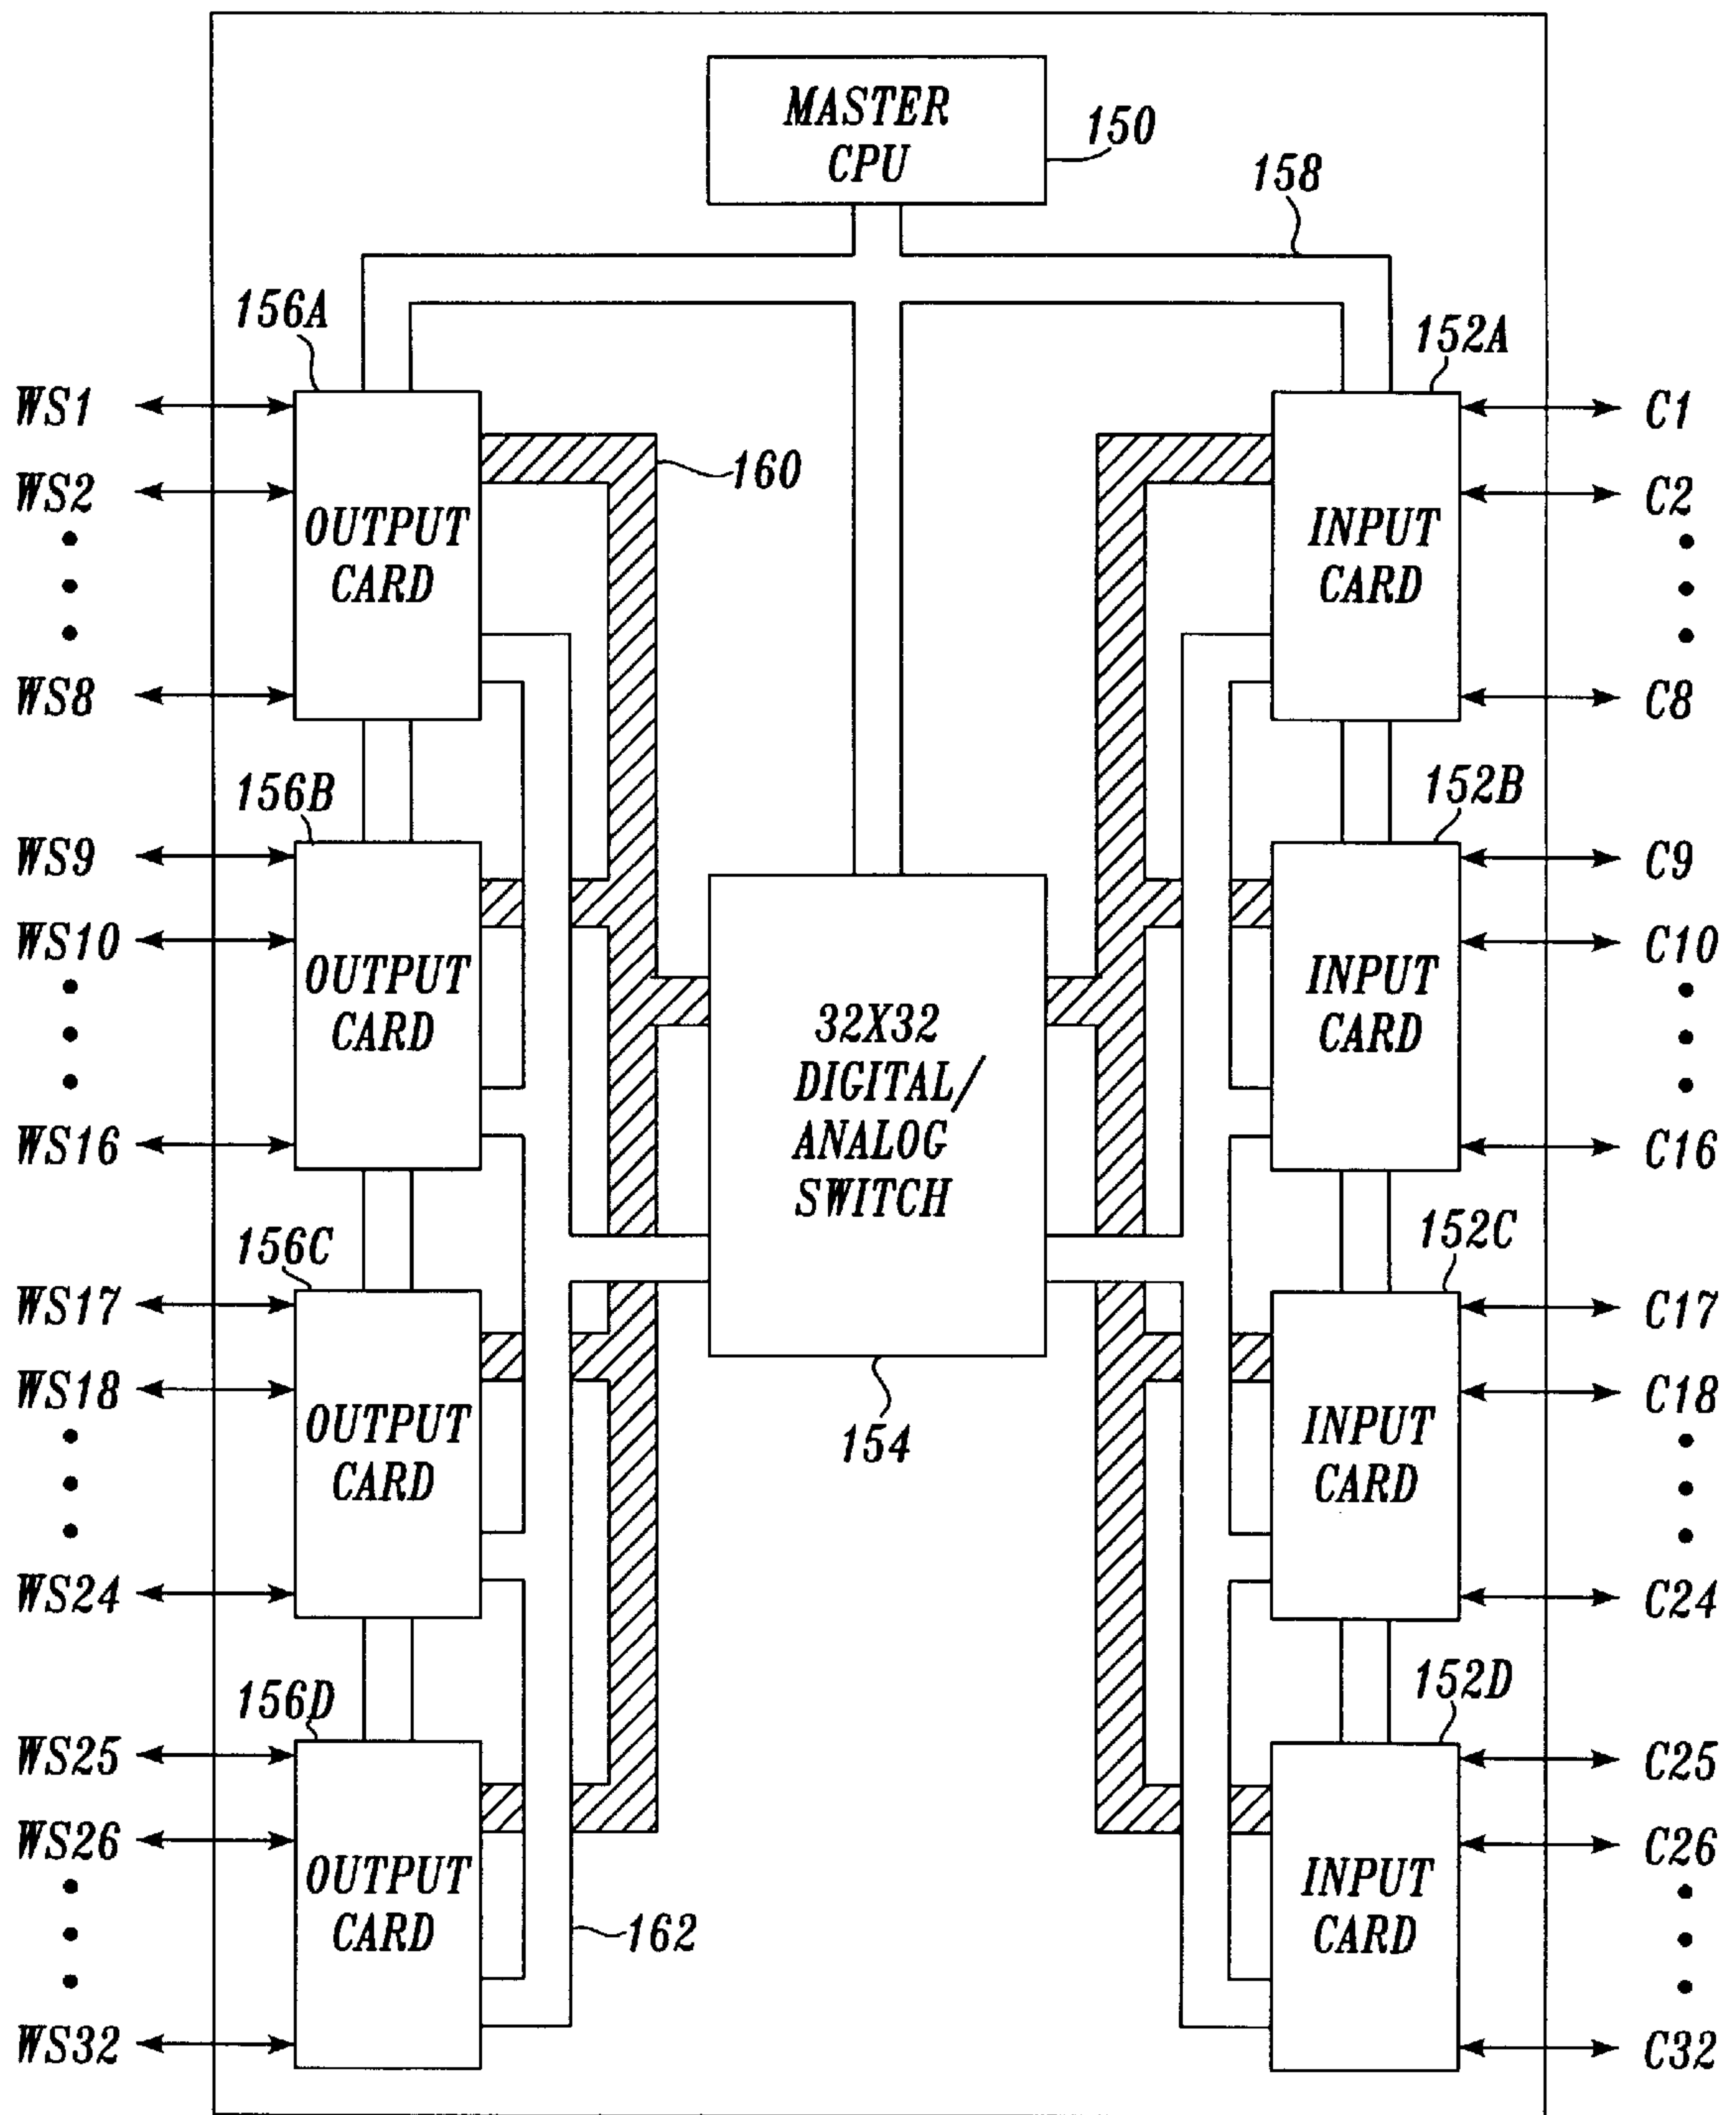 MASTER
CPU
150
158
156A
152A
WS1
C1
160
WS2
C2
OUTPUT
CARD
INPUT
CARD
WS8
C8
156B
152B
WS9
C9
WS10
C10
OUTPUT
CARD
INPUT
CARD
32X32
DIGITAL/
ANALOG
SWITCH
WS16
C16
156C
152C
WS17
C17
WS18
C18
154
OUTPUT
CARD
INPUT
CARD
WS24
C24
156D
152D
WS25
C25
WS26
C26
OUTPUT
CARD
INPUT
CARD
162
WS32
C32